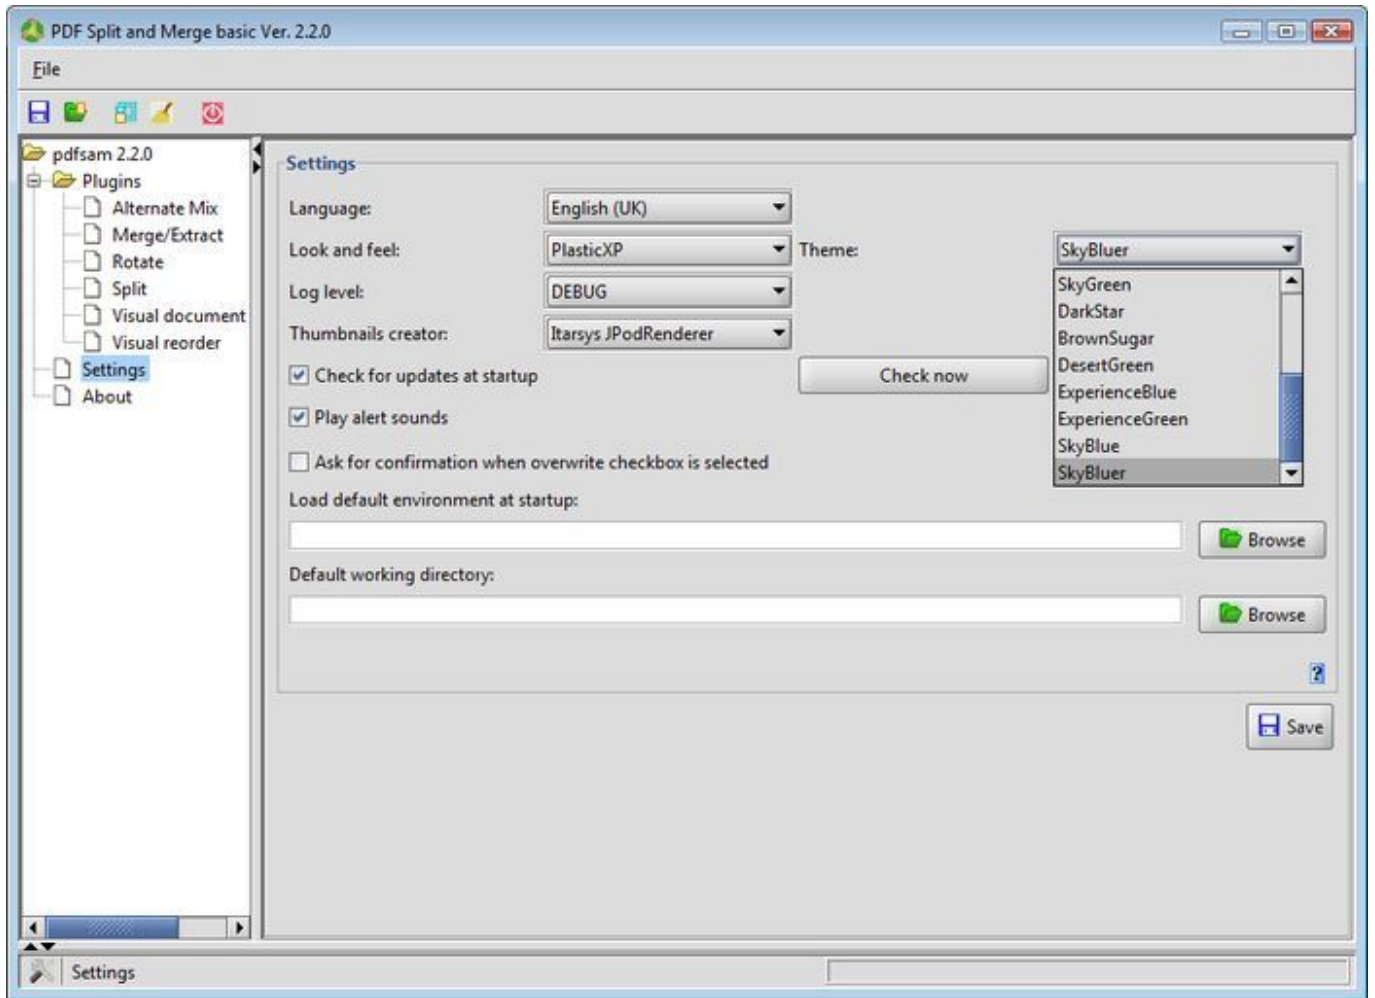 PDF Split and Merge basic Ver. 2.2.0
File
pdfsam 2.2.0
Plugins
Alternate Mix
Merge/Extract
Rotate
Split
Visual document
Visual reorder
Settings
About
Settings
Language:
English (UK)
Look and feel:
PlasticXP
Theme:
SkyBluer
SkyGreen
DarkStar
BrownSugar
DesertGreen
ExperienceBlue
ExperienceGreen
SkyBlue
SkyBluer
Log level:
DEBUG
Thumbnails creator:
Itarsys JPodRenderer
Check for updates at startup
Check now
Play alert sounds
Ask for confirmation when overwrite checkbox is selected
Load default environment at startup:
Browse
Default working directory:
Browse
?
Save
Settings